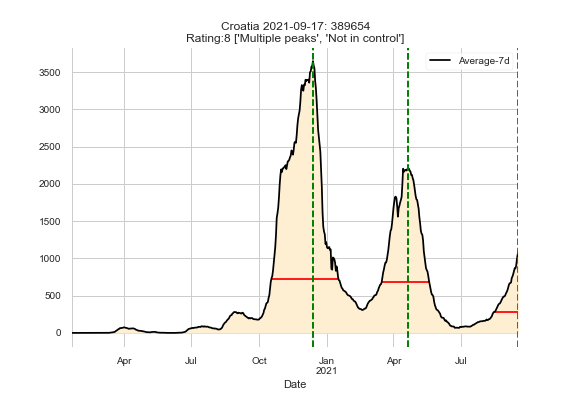 Croatia 2021-09-17: 389654
Rating:8 ['Multiple peaks', 'Not in control']
Average-7d
3500
3000
2500
2000
1500
1000
500
0
Apr
Jul
Oct
Jan
2021
Apr
Jul
Date